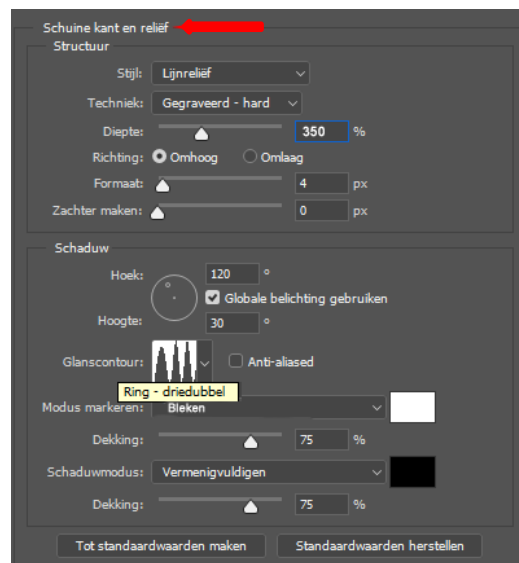 Schuine kant en reliëf
Structuur
Stijl: Lijnreliëf
Techniek: Gegraveerd - hard
Diepte: 350 %
Richting: Omhoog Omlaag
Formaat: 4 px
Zachter maken: 0 px
Schaduw
Hoek: 120 °
Globale belichting gebruiken
Hoogte: 30 °
Glanscontour: Anti-aliased
Ring - driedubbel
Modus markeren: Bleken
Dekking: 75 %
Schaduwmodus: Vermenigvuldigen
Dekking: 75 %
Tot standaardwaarden maken Standaardwaarden herstellen